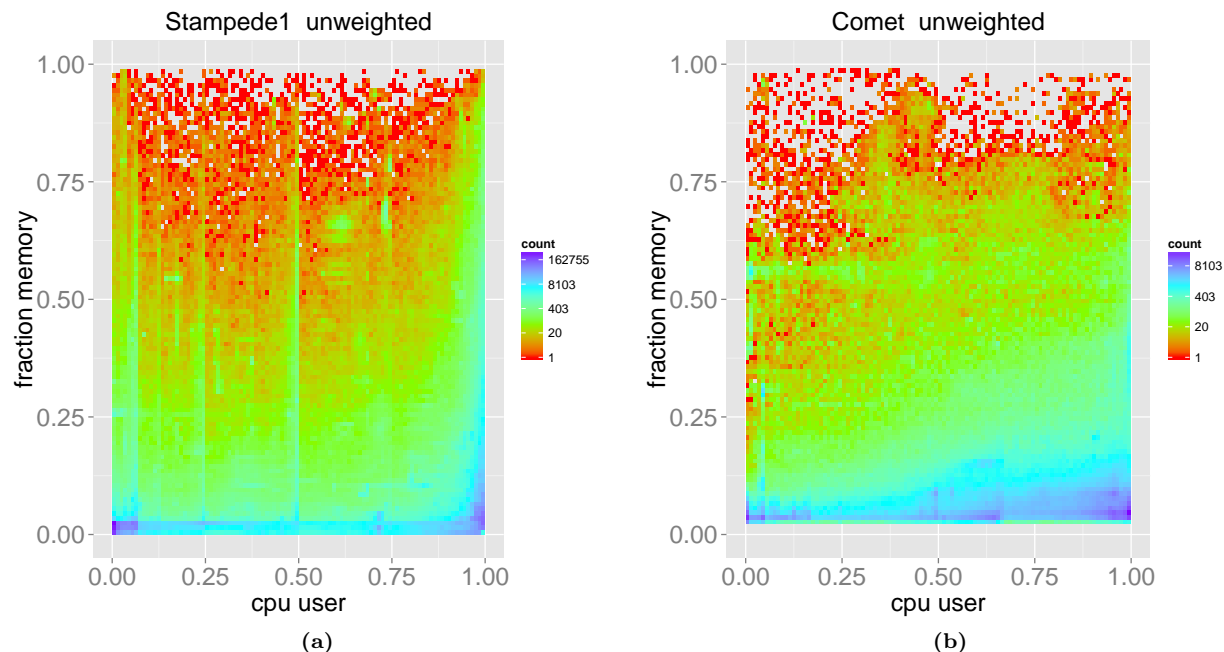 Stampede1 unweighted
1.00
0.75
0.50
0.25
0.00
fraction memory
0.00 0.25 0.50 0.75 1.00
cpu user
count
162755
8103
403
20
1
(a)
Comet unweighted
1.00
0.75
0.50
0.25
0.00
fraction memory
0.00 0.25 0.50 0.75 1.00
cpu user
count
8103
403
20
1
(b)